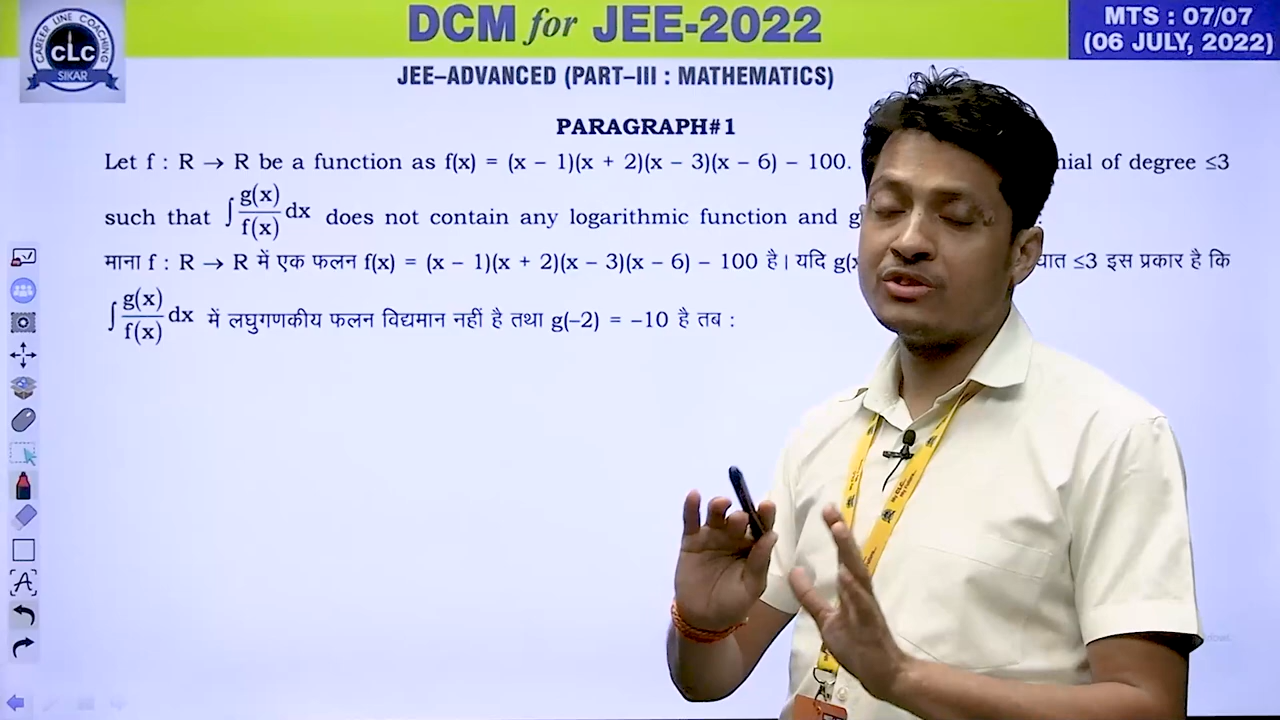 DCM for JEE-2022
MTS : 07/07
(06 JULY, 2022)
CAREER LINE COACHING
CLC
SIKAR
JEE–ADVANCED (PART–III : MATHEMATICS)
PARAGRAPH#1
Let f : R → R be a function as f(x) = (x – 1)(x + 2)(x – 3)(x – 6) – 100. of degree ≤3
such that ∫ g(x)/f(x) dx does not contain any logarithmic function and
माना f : R → R में एक फलन f(x) = (x – 1)(x + 2)(x – 3)(x – 6) – 100 है। यदि ≤3 इस प्रकार है कि
∫ g(x)/f(x) dx में लघुगणकीय फलन विद्यमान नहीं है तथा g(–2) = –10 है तब :